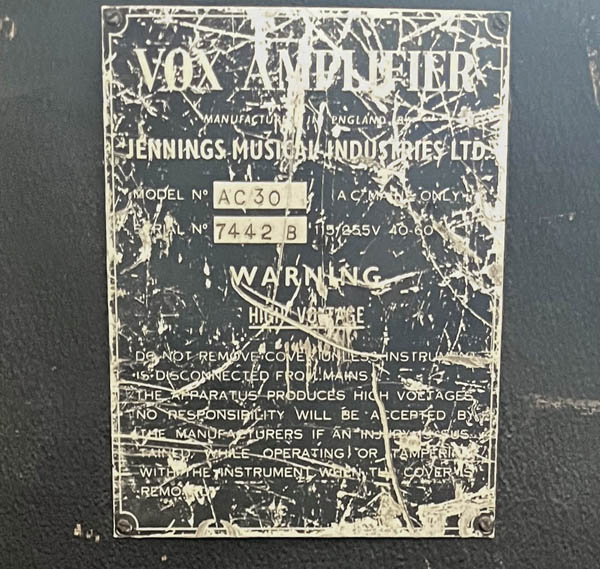 VOX AMPLIFIER
MANUFACTURED IN ENGLAND BY
JENNINGS MUSICAL INDUSTRIES LTD.
MODEL Nº AC30 A C MAINS ONLY
SERIAL Nº 7442 B 115/255V 40-60
WARNING
HIGH VOLTAGE
DO NOT REMOVE COVER UNLESS INSTRUMENT
IS DISCONNECTED FROM MAINS
THE APPARATUS PRODUCES HIGH VOLTAGES
NO RESPONSIBILITY WILL BE ACCEPTED BY
THE MANUFACTURERS IF AN INJURY IS SUS-
TAINED WHILE OPERATING OR TAMPERING
WITH THE INSTRUMENT WHEN THE COVER IS
REMOVED